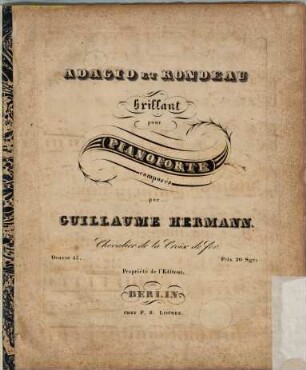 ADAGIO ET RONDEAU
Brillant
pour
PIANOFORTE
composés
par
GUILLAUME HERMANN.
Chevalier de la Croix de fer
Oeuvre 47. Prix 20 Sgr.
Propriété de l'Editeur.
BERLIN.
CHEZ F. S. LISCHKE.